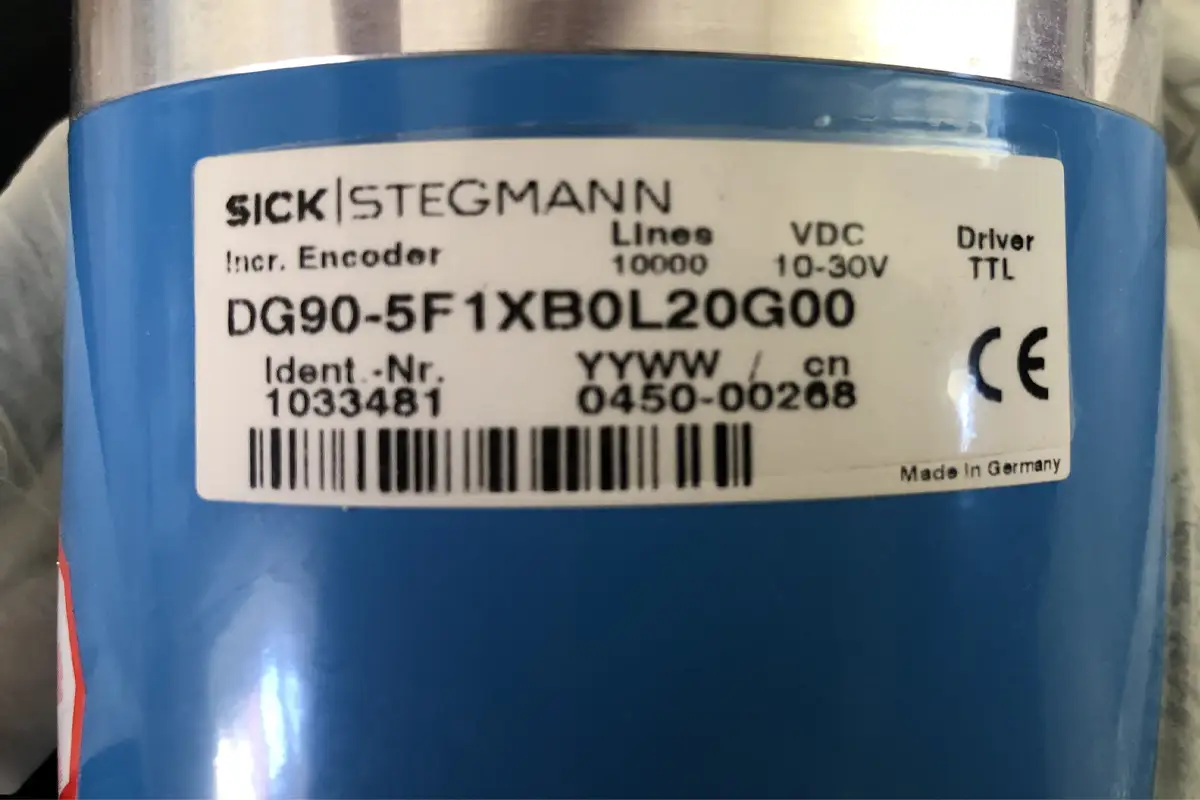 SICK|STEGMANN
Incr. Encoder Lines VDC Driver
10000 10-30V TTL
DG90-5F1XB0L20G00
Ident.-Nr. YYWW / cn
1033481 0450-00268
CE
Made in Germany